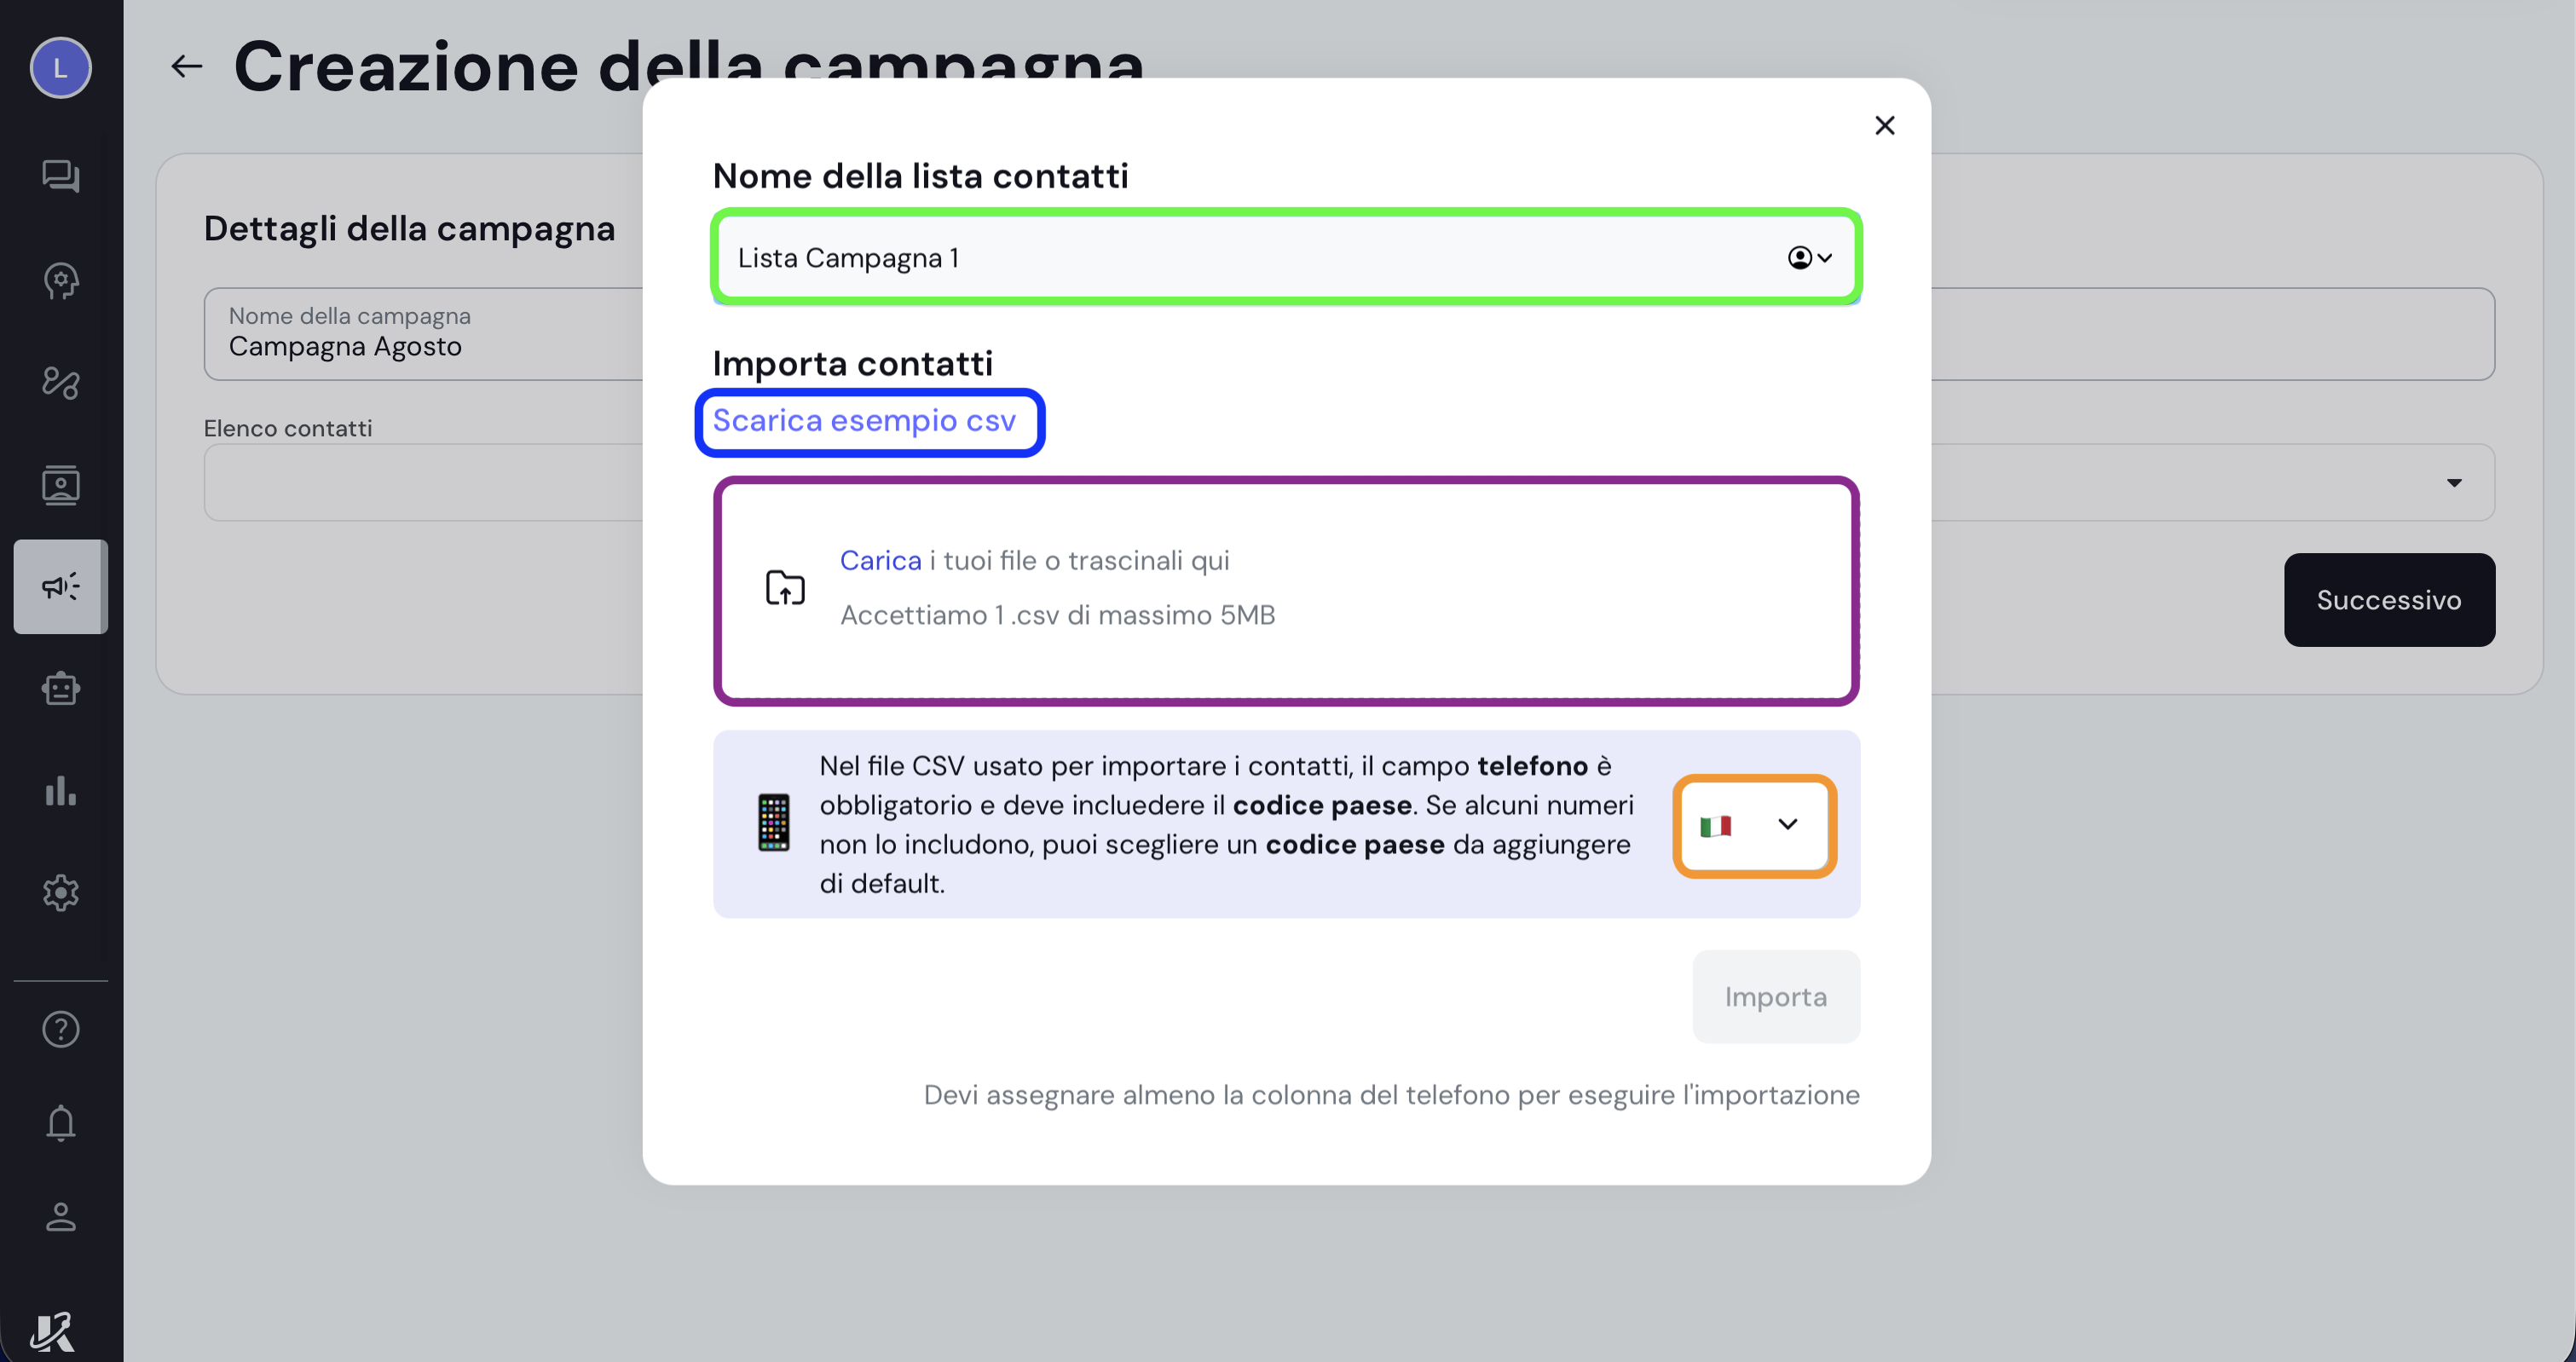 L
Creazione della campagna
Dettagli della campagna
Nome della campagna
Campagna Agosto
Elenco contatti
Successivo
Nome della lista contatti
Lista Campagna 1
Importa contatti
Scarica esempio csv
Carica i tuoi file o trascinali qui
Accettiamo 1 .csv di massimo 5MB
Nel file CSV usato per importare i contatti, il campo telefono è
obbligatorio e deve incluedere il codice paese. Se alcuni numeri
non lo includono, puoi scegliere un codice paese da aggiungere
di default.
Importa
Devi assegnare almeno la colonna del telefono per eseguire l'importazione